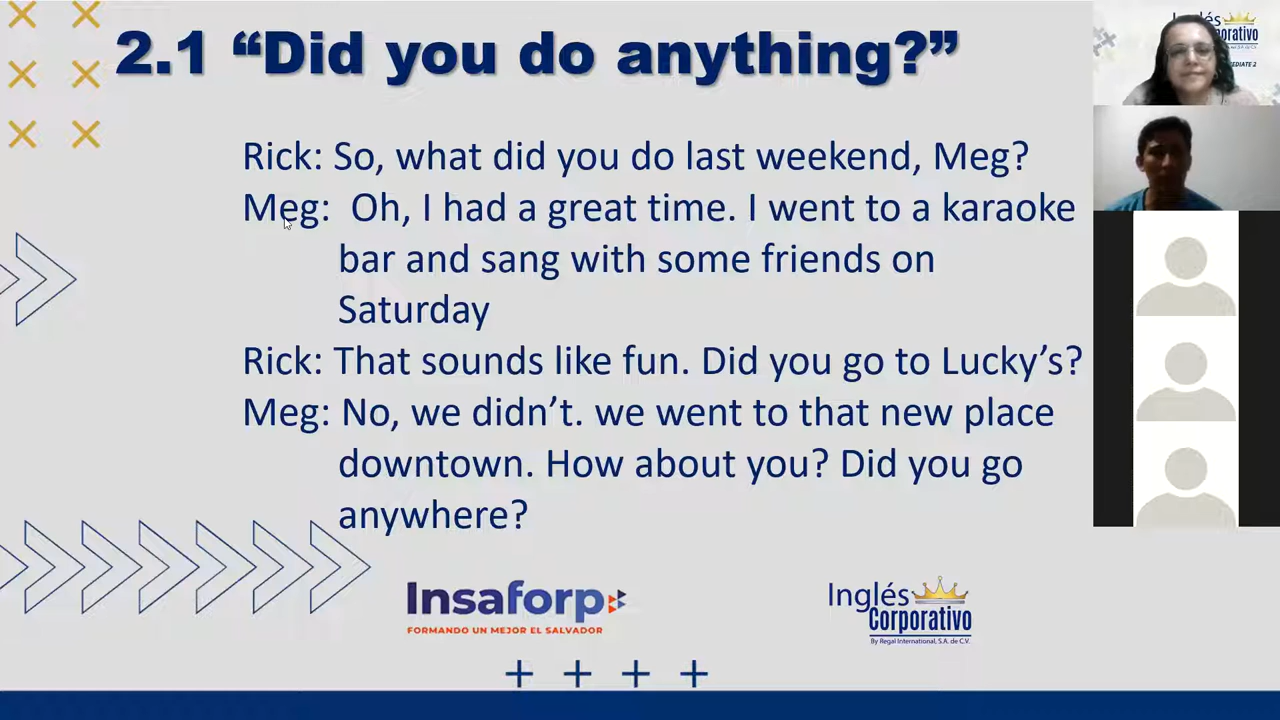 2.1 “Did you do anything?”
Rick: So, what did you do last weekend, Meg?
Meg: Oh, I had a great time. I went to a karaoke
bar and sang with some friends on
Saturday
Rick: That sounds like fun. Did you go to Lucky’s?
Meg: No, we didn’t. we went to that new place
downtown. How about you? Did you go
anywhere?
Insaforp
FORMANDO UN MEJOR EL SALVADOR
Inglés
Corporativo
By Regal International, S.A. de C.V.